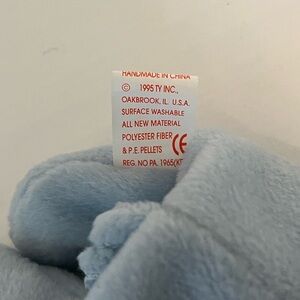 HANDMADE IN CHINA
© 1995 TY INC.,
OAKBROOK, IL. U.S.A.
SURFACE WASHABLE
ALL NEW MATERIAL
POLYESTER FIBER
& P.E. PELLETS CE
REG. NO PA. 1965(KR